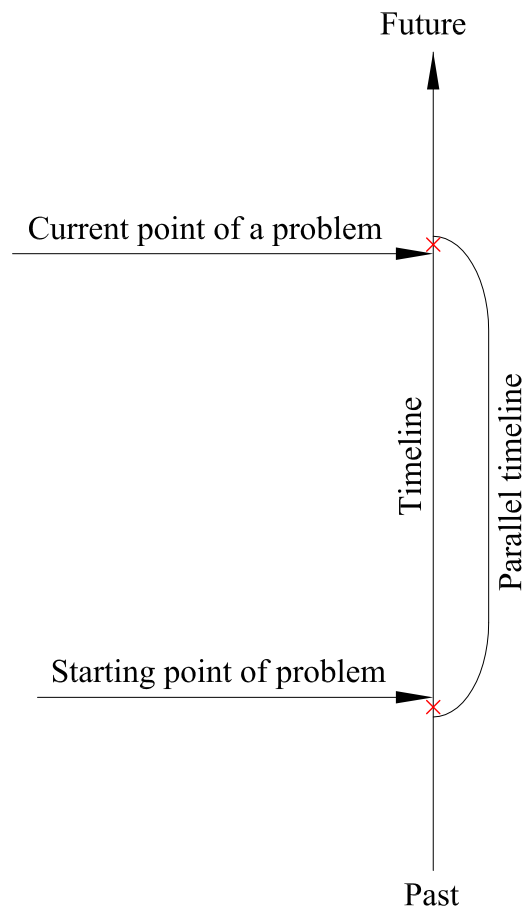 Future
Current point of a problem
Timeline
Parallel timeline
Starting point of problem
Past